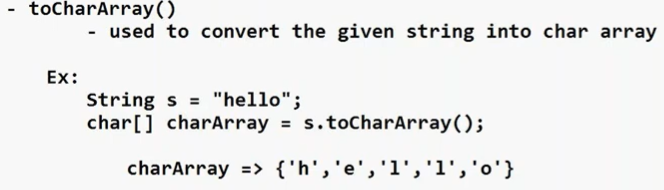 - toCharArray()
- used to convert the given string into char array
Ex:
String s = "hello";
char[] charArray = s.toCharArray();
charArray => {'h','e','l','l','o'}